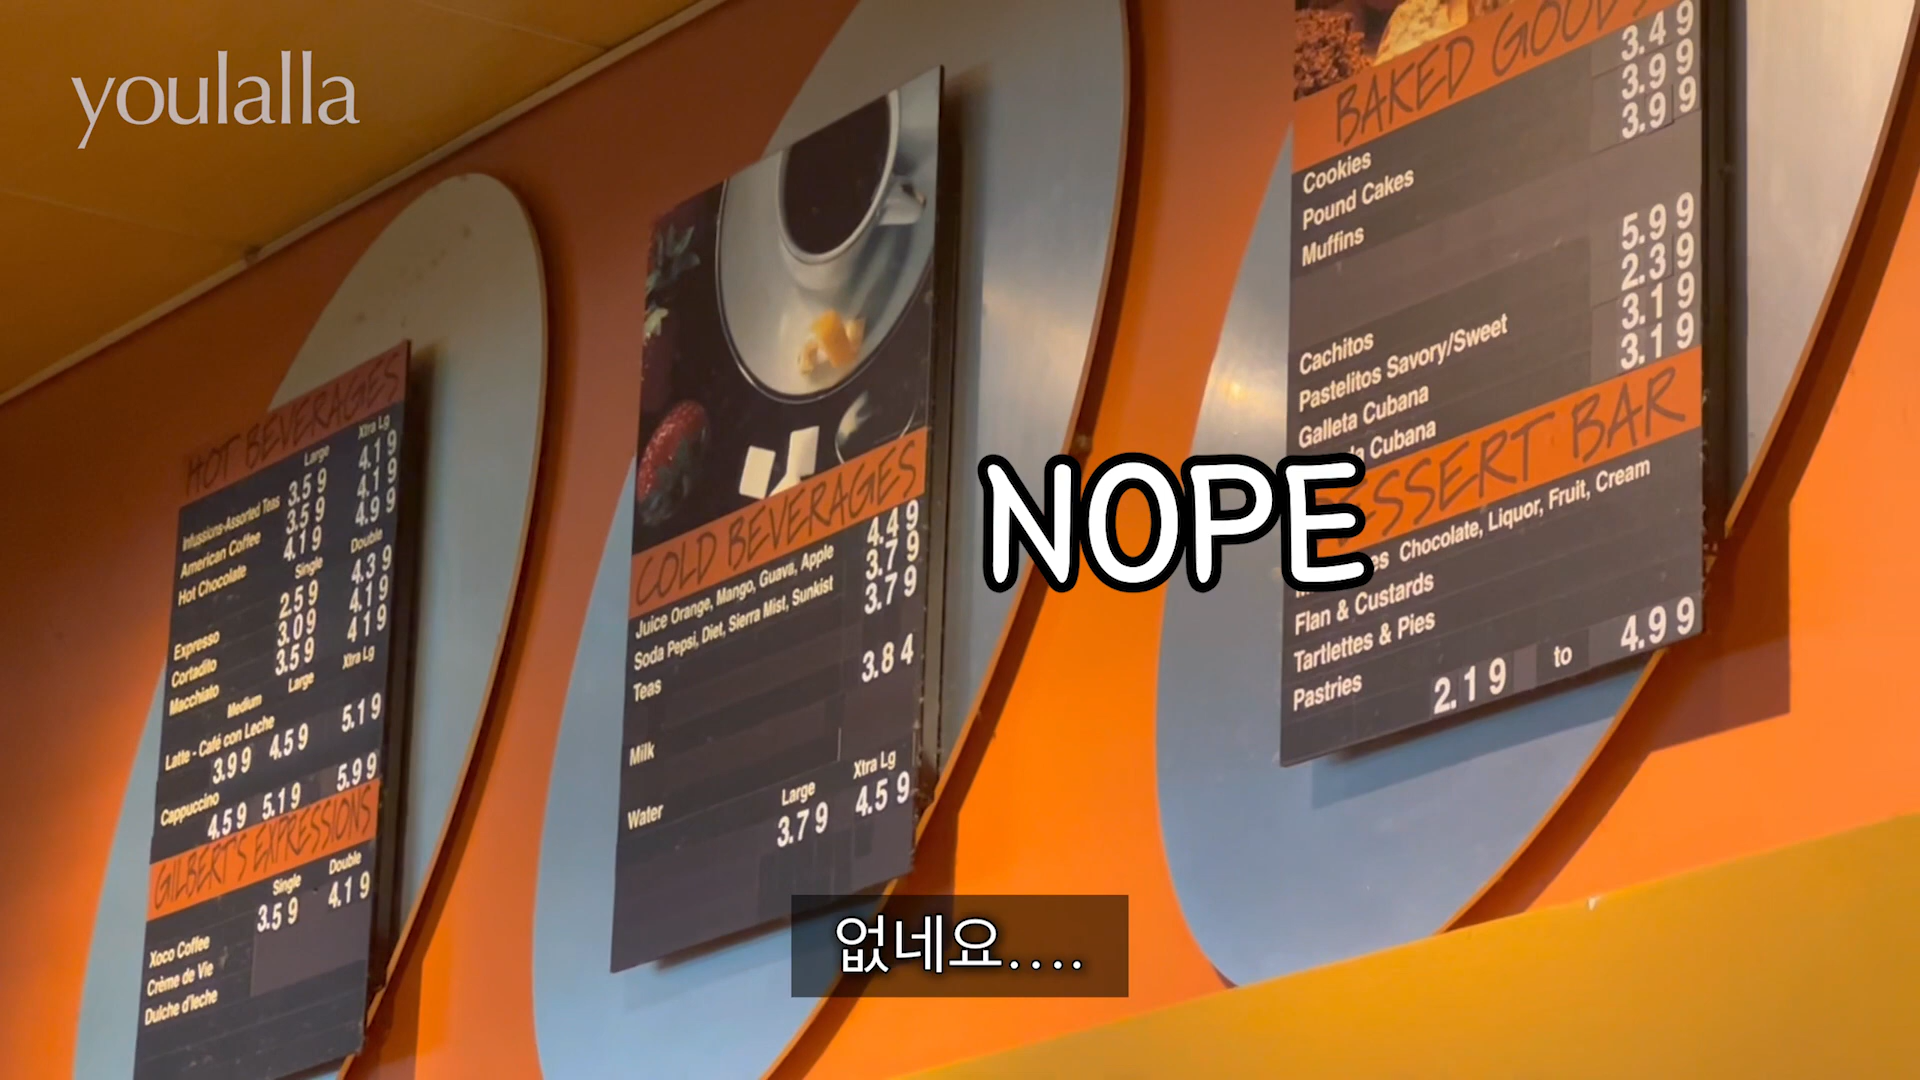 youlalla
HOT BEVERAGES
Large Xtra Lg
Infussions-Assorted Teas 3.59 4.19
American Coffee 3.59 4.19
Hot Chocolate 4.19 4.99
Single Double
Expresso 2.59 4.39
Cortadito 3.09 4.19
Macchiato 3.59 4.19
Medium Large Xtra Lg
Latte - Café con Leche
3.99 4.59 5.19
Cappuccino
4.59 5.19 5.99
GILBERT'S EXPRESSIONS
Single Double
3.59 4.19
Xoco Coffee
Crème de Vie
Dulche d'leche
COLD BEVERAGES
Juice Orange, Mango, Guava, Apple 4.49
Soda Pepsi, Diet, Sierra Mist, Sunkist 3.79
Teas 3.79
Milk 3.84
Large Xtra Lg
Water 3.79 4.59
BAKED GOODS
Cookies 3.49
Pound Cakes 3.99
Muffins 3.99
Cachitos 5.99
Pastelitos Savory/Sweet 2.39
Galleta Cubana 3.19
Cubana 3.19
DESSERT BAR
Chocolate, Liquor, Fruit, Cream
Flan & Custards
Tartlettes & Pies
Pastries 2.19 to 4.99
NOPE
없네요....